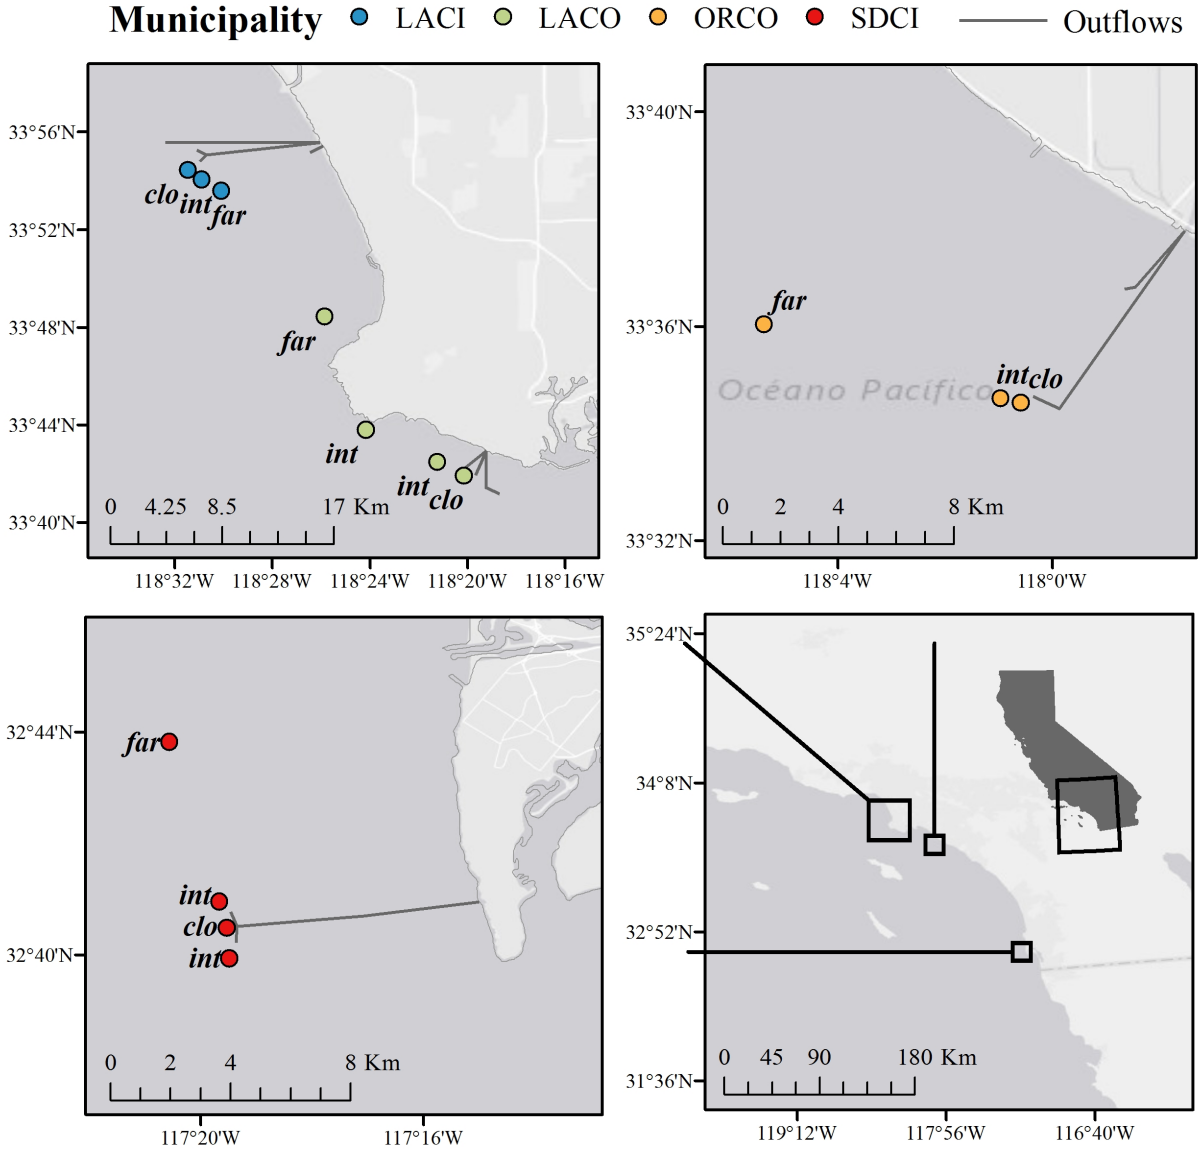 Municipality LACI LACO ORCO SDCI Outflows
33°56'N
33°52'N
33°48'N
33°44'N
33°40'N
clo int far
far
int
int clo
0 4.25 8.5 17 Km
118°32'W 118°28'W 118°24'W 118°20'W 118°16'W
33°40'N
33°36'N
33°32'N
far
int clo
Océano Pacífico
0 2 4 8 Km
118°4'W 118°0'W
32°44'N
32°40'N
far
int
clo
int
0 2 4 8 Km
117°20'W 117°16'W
35°24'N
34°8'N
32°52'N
31°36'N
0 45 90 180 Km
119°12'W 117°56'W 116°40'W